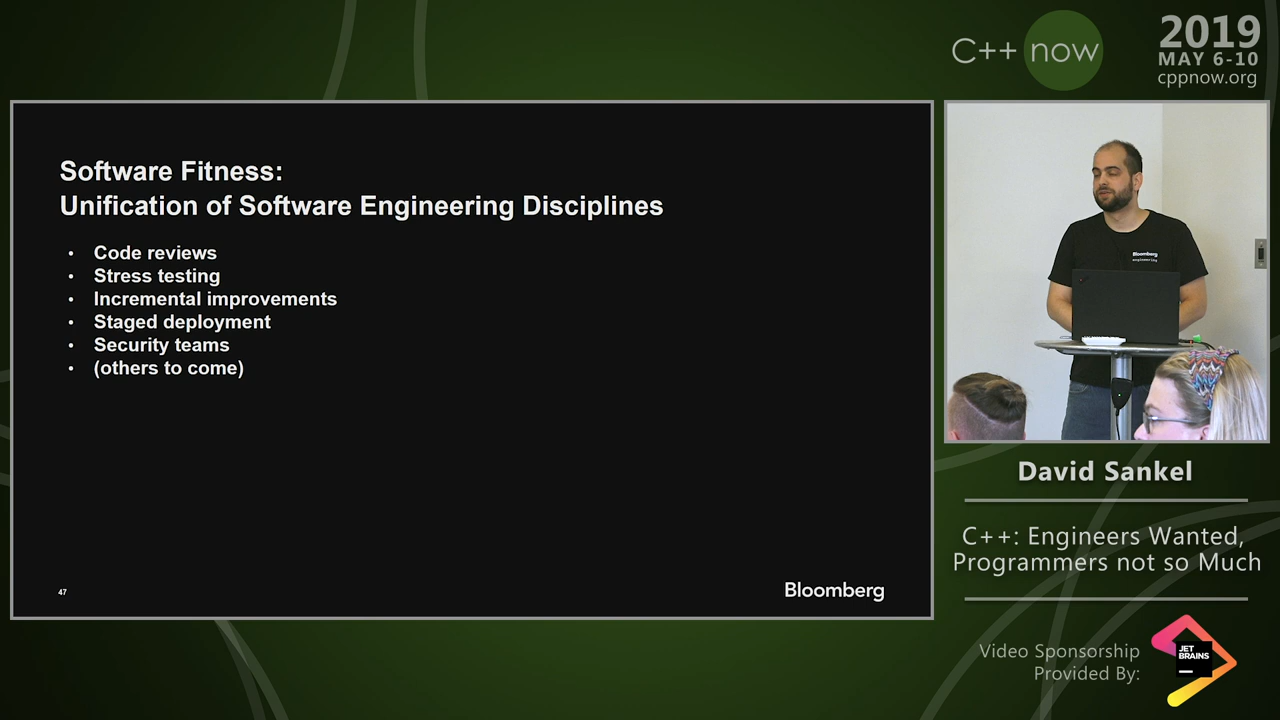 C++ now
2019
MAY 6-10
cppnow.org
Software Fitness:
Unification of Software Engineering Disciplines
• Code reviews
• Stress testing
• Incremental improvements
• Staged deployment
• Security teams
• (others to come)
47
Bloomberg
Bloomberg
engineering
David Sankel
C++: Engineers Wanted,
Programmers not so Much
Video Sponsorship
Provided By:
JET
BRAINS